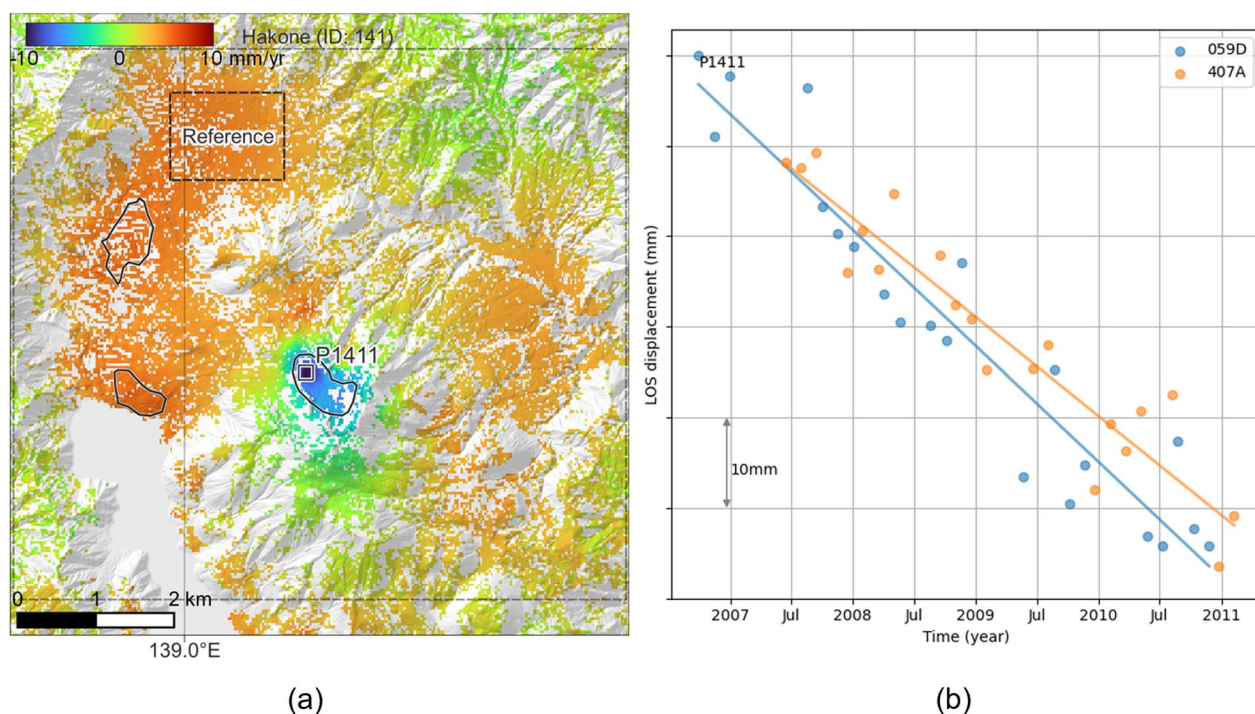 Hakone (ID: 141)
-10 0 10 mm/yr
Reference
P1411
0 1 2 km
139.0°E
(a)
059D
407A
P1411
LOS displacement (mm)
10mm
2007 Jul 2008 Jul 2009 Jul 2010 Jul 2011
Time (year)
(b)